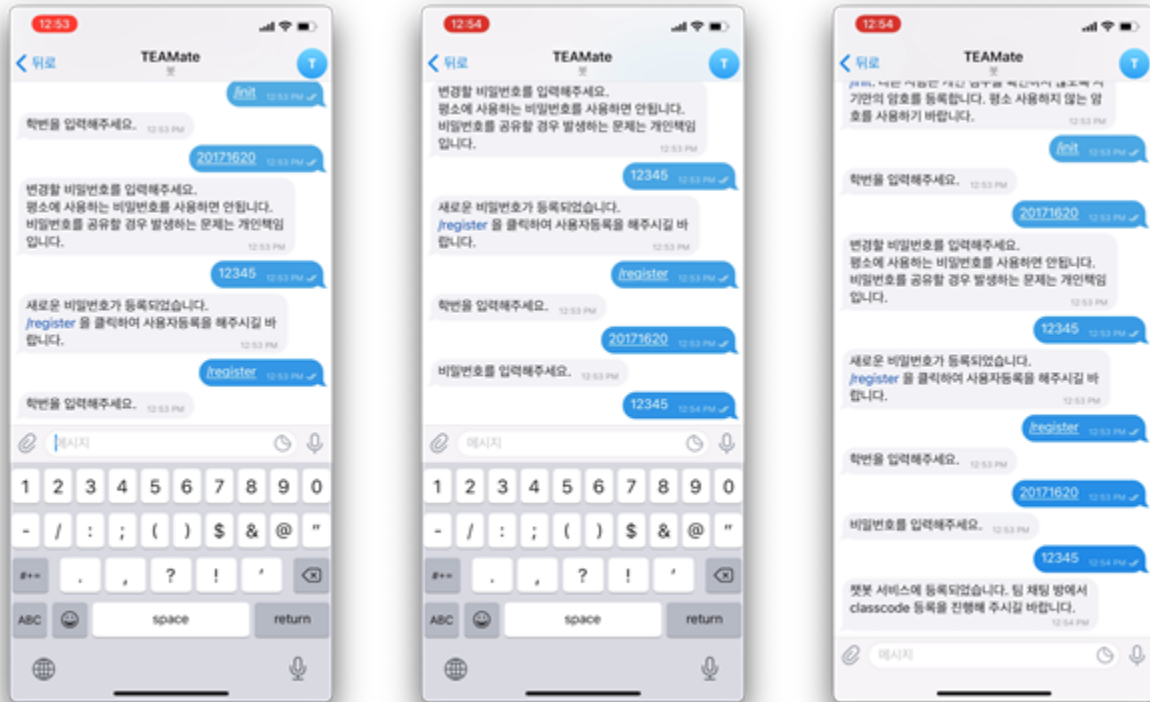 12:53
뒤로
TEAMate
봇
T
/init 12:53 PM
학번을 입력해주세요. 12:53 PM
20171620 12:53 PM
변경할 비밀번호를 입력해주세요.
평소에 사용하는 비밀번호를 사용하면 안됩니다.
비밀번호를 공유할 경우 발생하는 문제는 개인책임
입니다. 12:53 PM
12345 12:53 PM
새로운 비밀번호가 등록되었습니다.
/register 을 클릭하여 사용자등록을 해주시길 바
랍니다. 12:53 PM
/register 12:53 PM
학번을 입력해주세요. 12:53 PM
메시지
1 2 3 4 5 6 7 8 9 0
- / : ; ( ) $ & @ "
#+= . , ? ! '
ABC space return
12:54
뒤로
TEAMate
봇
T
변경할 비밀번호를 입력해주세요.
평소에 사용하는 비밀번호를 사용하면 안됩니다.
비밀번호를 공유할 경우 발생하는 문제는 개인책임
입니다. 12:53 PM
12345 12:53 PM
새로운 비밀번호가 등록되었습니다.
/register 을 클릭하여 사용자등록을 해주시길 바
랍니다. 12:53 PM
/register 12:53 PM
학번을 입력해주세요. 12:53 PM
20171620 12:53 PM
비밀번호를 입력해주세요. 12:53 PM
12345 12:54 PM
메시지
1 2 3 4 5 6 7 8 9 0
- / : ; ( ) $ & @ "
#+= . , ? ! '
ABC space return
12:54
뒤로
TEAMate
봇
T
기만의 암호를 등록합니다. 평소 사용하지 않는 암
호를 사용하기 바랍니다. 12:53 PM
/init 12:53 PM
학번을 입력해주세요. 12:53 PM
20171620 12:53 PM
변경할 비밀번호를 입력해주세요.
평소에 사용하는 비밀번호를 사용하면 안됩니다.
비밀번호를 공유할 경우 발생하는 문제는 개인책임
입니다. 12:53 PM
12345 12:53 PM
새로운 비밀번호가 등록되었습니다.
/register 을 클릭하여 사용자등록을 해주시길 바
랍니다. 12:53 PM
/register 12:53 PM
학번을 입력해주세요. 12:53 PM
20171620 12:53 PM
비밀번호를 입력해주세요. 12:53 PM
12345 12:54 PM
챗봇 서비스에 등록되었습니다. 팀 채팅 방에서
classcode 등록을 진행해 주시길 바랍니다.
12:54 PM
메시지